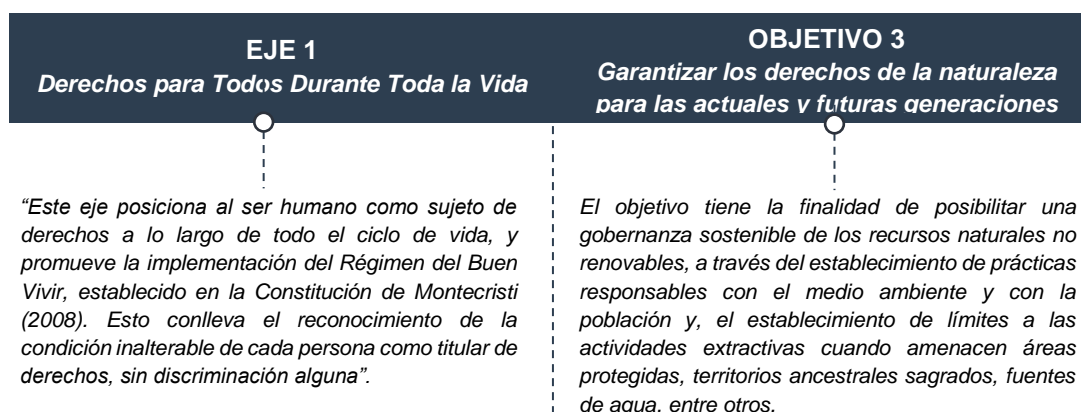 EJE 1
Derechos para Todos Durante Toda la Vida
“Este eje posiciona al ser humano como sujeto de
derechos a lo largo de todo el ciclo de vida, y
promueve la implementación del Régimen del Buen
Vivir, establecido en la Constitución de Montecristi
(2008). Esto conlleva el reconocimiento de la
condición inalterable de cada persona como titular de
derechos, sin discriminación alguna”.
OBJETIVO 3
Garantizar los derechos de la naturaleza
para las actuales y futuras generaciones
El objetivo tiene la finalidad de posibilitar una
gobernanza sostenible de los recursos naturales no
renovables, a través del establecimiento de prácticas
responsables con el medio ambiente y con la
población y, el establecimiento de límites a las
actividades extractivas cuando amenacen áreas
protegidas, territorios ancestrales sagrados, fuentes
de agua, entre otros.